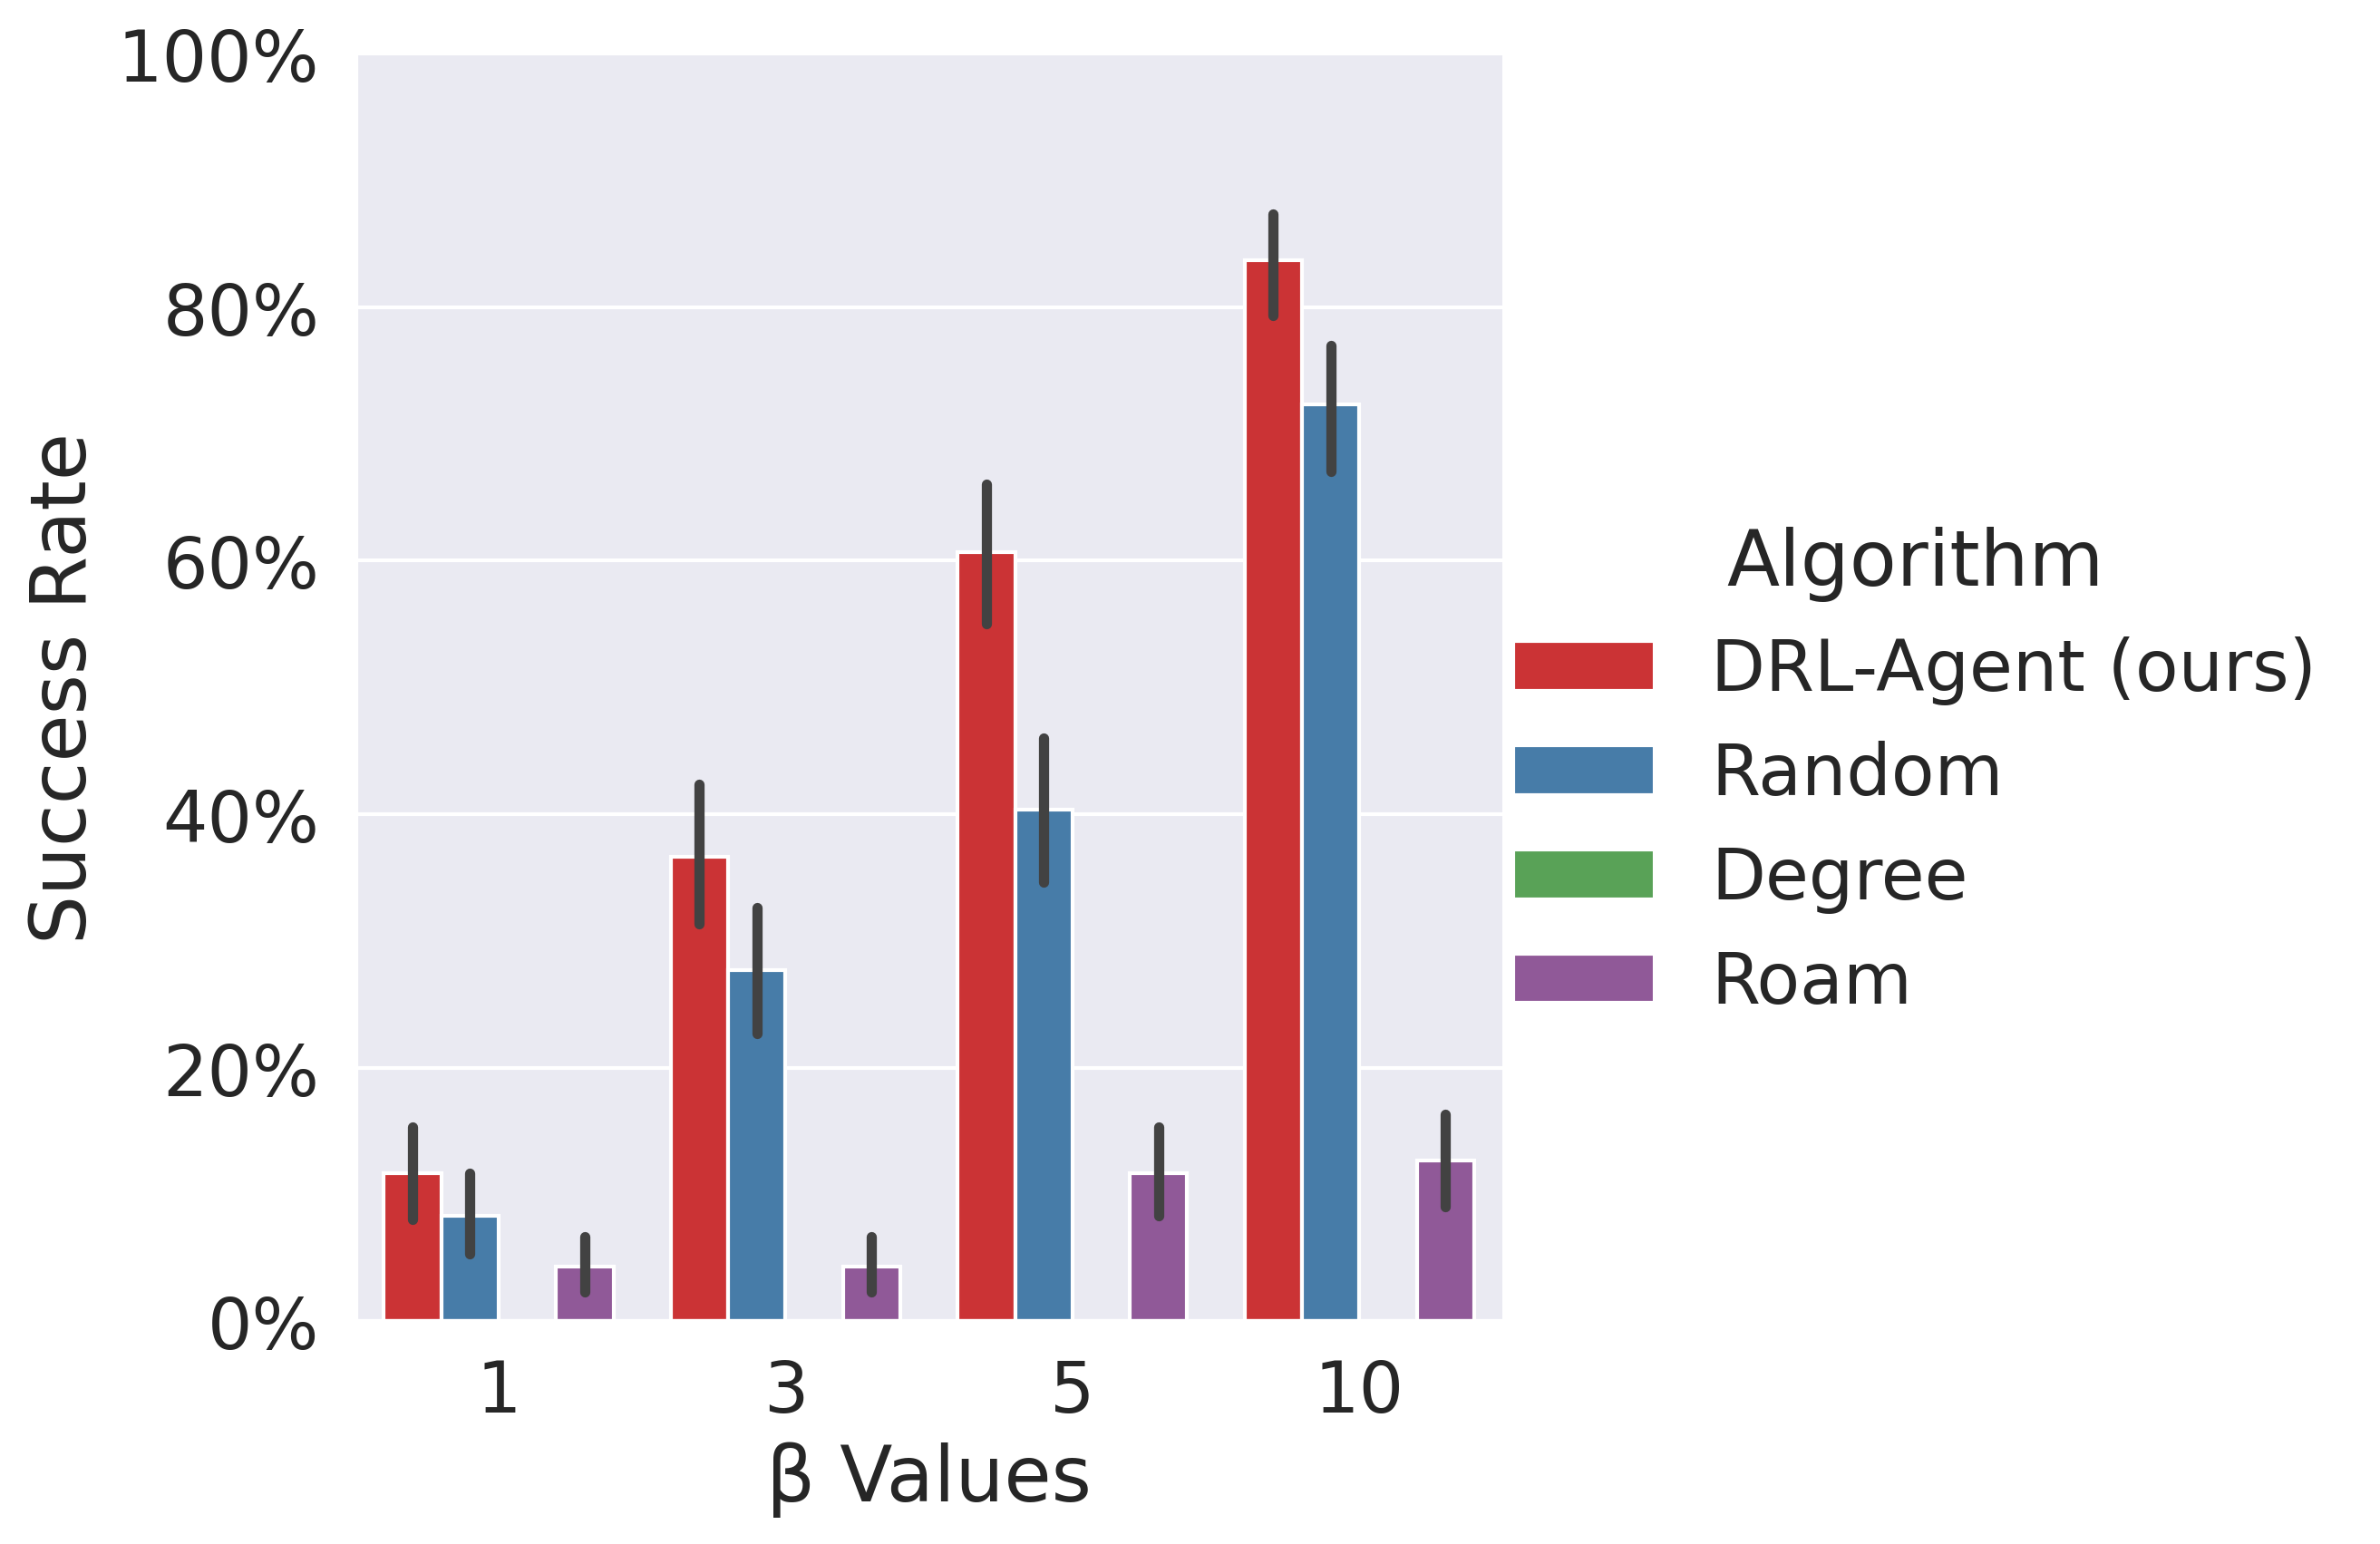 100%
80%
60%
40%
20%
0%
Success Rate
1
3
5
10
β Values
Algorithm
DRL-Agent (ours)
Random
Degree
Roam